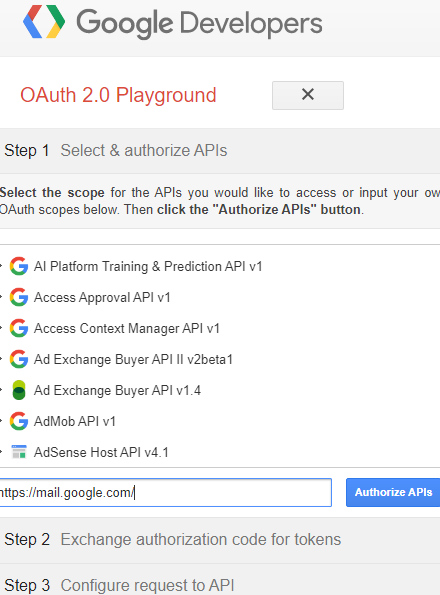 Google Developers
OAuth 2.0 Playground
Step 1 Select & authorize APIs
Select the scope for the APIs you would like to access or input your ow
OAuth scopes below. Then click the "Authorize APIs" button.
AI Platform Training & Prediction API v1
Access Approval API v1
Access Context Manager API v1
Ad Exchange Buyer API II v2beta1
Ad Exchange Buyer API v1.4
AdMob API v1
AdSense Host API v4.1
https://mail.google.com/
Authorize APIs
Step 2 Exchange authorization code for tokens
Step 3 Configure request to API